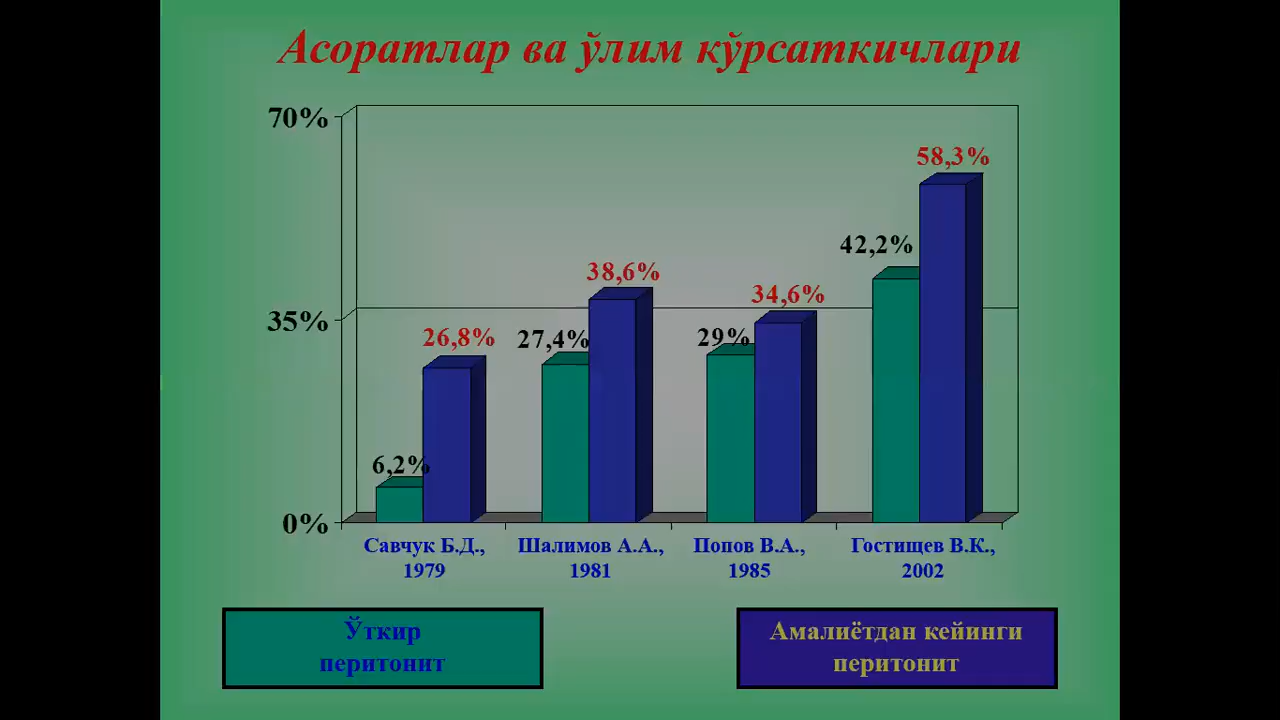 Асоратлар ва ўлим кўрсаткичлари
70%
35%
0%
6,2%
26,8%
27,4%
38,6%
29%
34,6%
42,2%
58,3%
Савчук Б.Д.,
1979
Шалимов А.А.,
1981
Попов В.А.,
1985
Гостищев В.К.,
2002
Ўткир
перитонит
Амалиётдан кейинги
перитонит